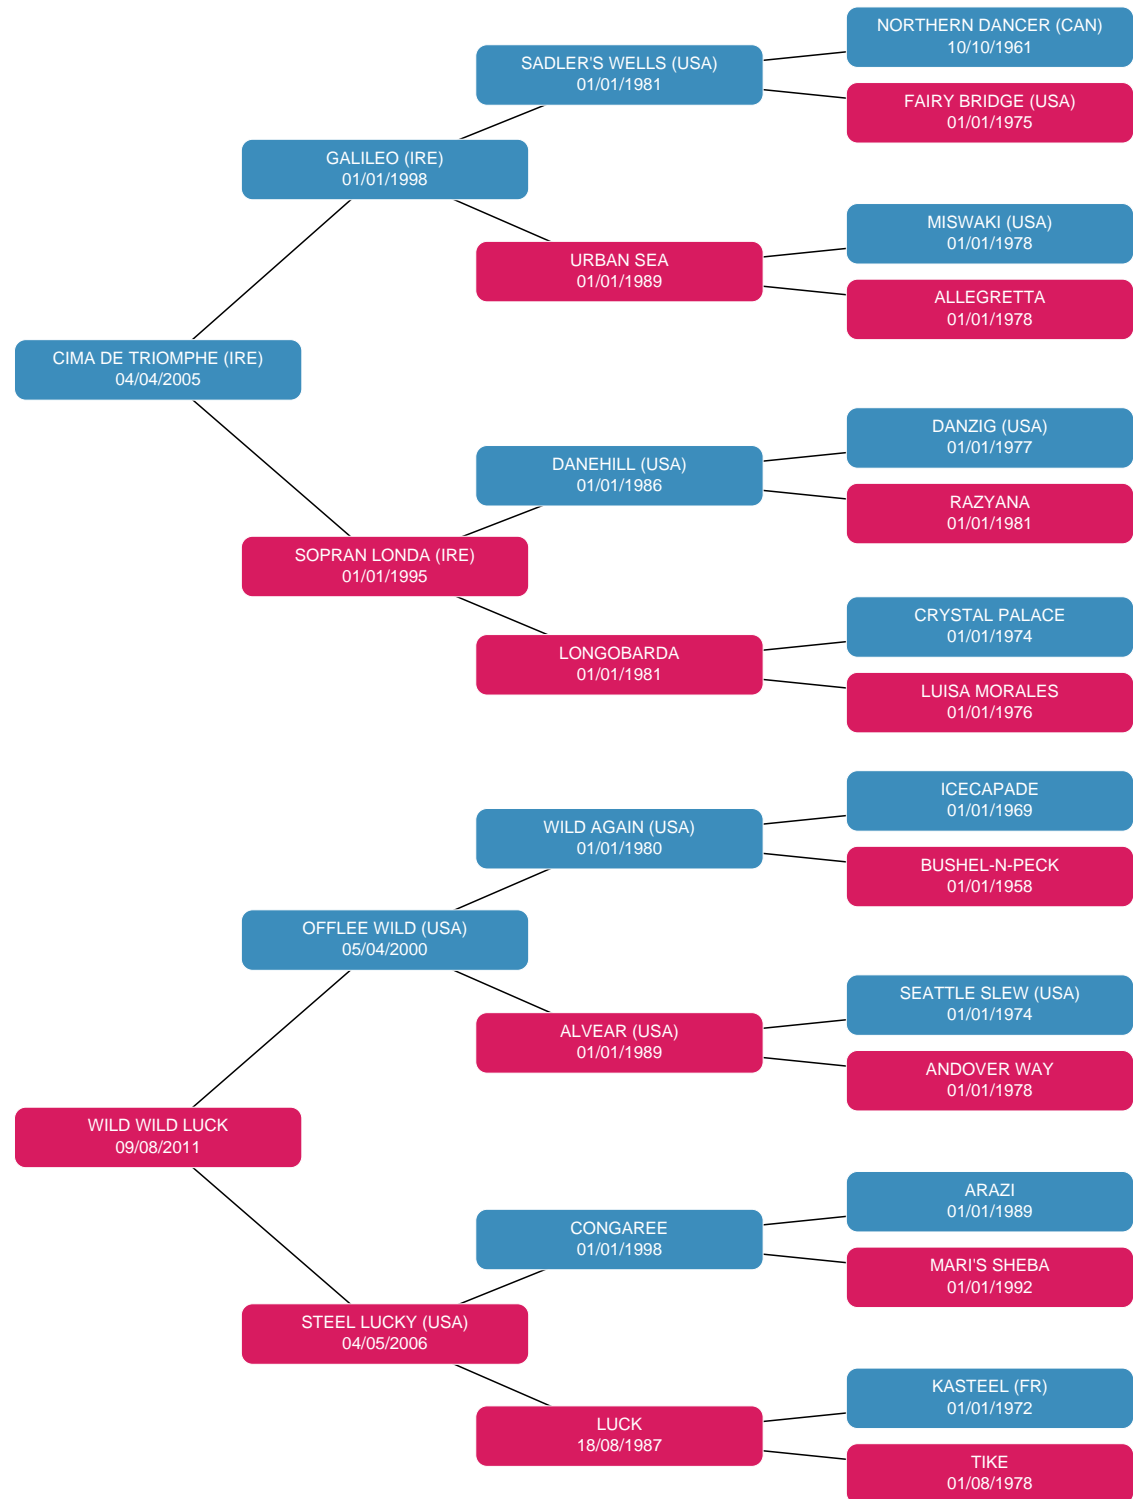 NORTHERN DANCER (CAN)
10/10/1961
SADLER'S WELLS (USA)
01/01/1981
FAIRY BRIDGE (USA)
01/01/1975
GALILEO (IRE)
01/01/1998
MISWAKI (USA)
01/01/1978
URBAN SEA
01/01/1989
ALLEGRETTA
01/01/1978
CIMA DE TRIOMPHE (IRE)
04/04/2005
DANZIG (USA)
01/01/1977
DANEHILL (USA)
01/01/1986
RAZYANA
01/01/1981
SOPRAN LONDA (IRE)
01/01/1995
CRYSTAL PALACE
01/01/1974
LONGOBARDA
01/01/1981
LUISA MORALES
01/01/1976
ICECAPADE
01/01/1969
WILD AGAIN (USA)
01/01/1980
BUSHEL-N-PECK
01/01/1958
OFFLEE WILD (USA)
05/04/2000
SEATTLE SLEW (USA)
01/01/1974
ALVEAR (USA)
01/01/1989
ANDOVER WAY
01/01/1978
WILD WILD LUCK
09/08/2011
ARAZI
01/01/1989
CONGAREE
01/01/1998
MARI'S SHEBA
01/01/1992
STEEL LUCKY (USA)
04/05/2006
KASTEEL (FR)
01/01/1972
LUCK
18/08/1987
TIKE
01/08/1978